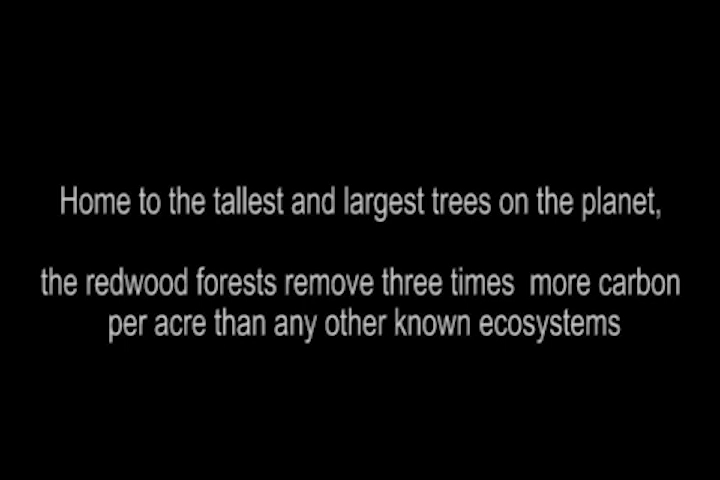 Home to the tallest and largest trees on the planet,
the redwood forests remove three times  more carbon
per acre than any other known ecosystems